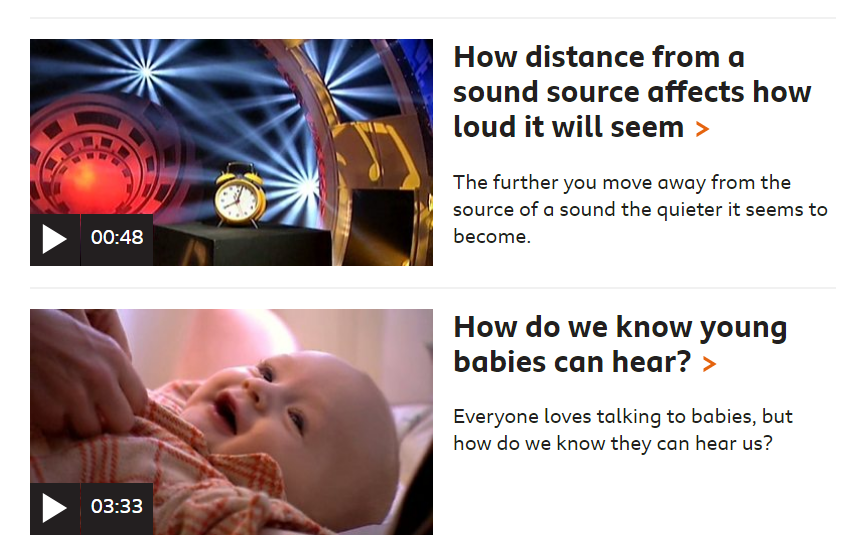 How distance from a
sound source affects how
loud it will seem >
The further you move away from the
source of a sound the quieter it seems to
become.
00:48
How do we know young
babies can hear? >
Everyone loves talking to babies, but
how do we know they can hear us?
03:33